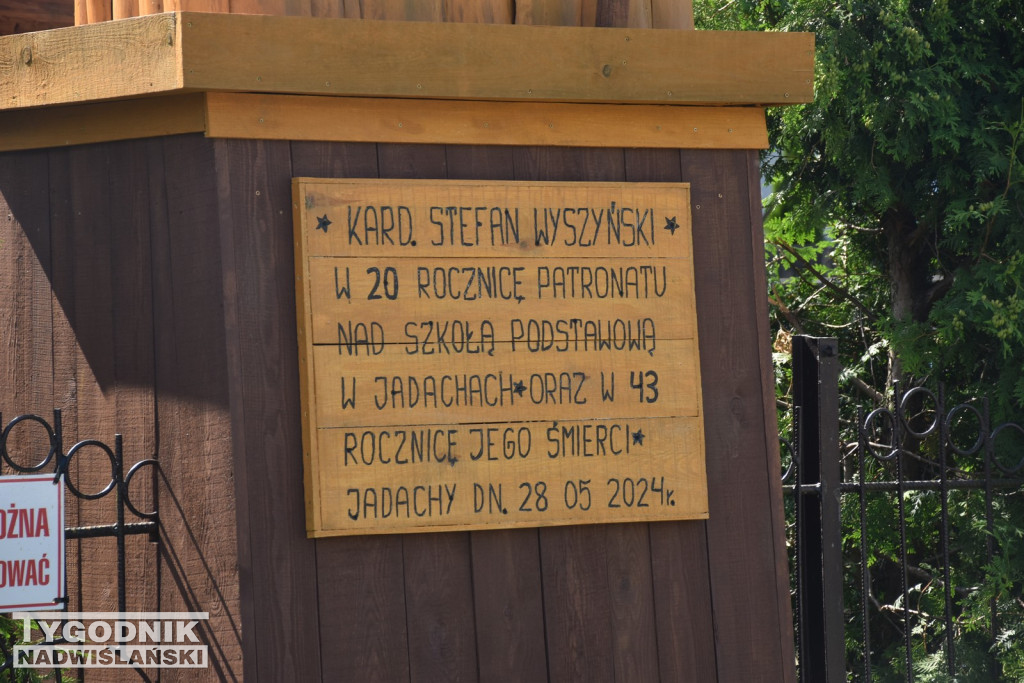 ★ KARD. STEFAN WYSZYŃSKI ★
W 20 ROCZNICĘ PATRONATU
NAD SZKOŁĄ PODSTAWOWĄ
W JADACHACH★ORAZ W 43
ROCZNICĘ JEGO ŚMIERCI★
JADACHY DN. 28 05 2024r.
OŻNA
OWAĆ
TYGODNIK
NADWIŚLAŃSKI